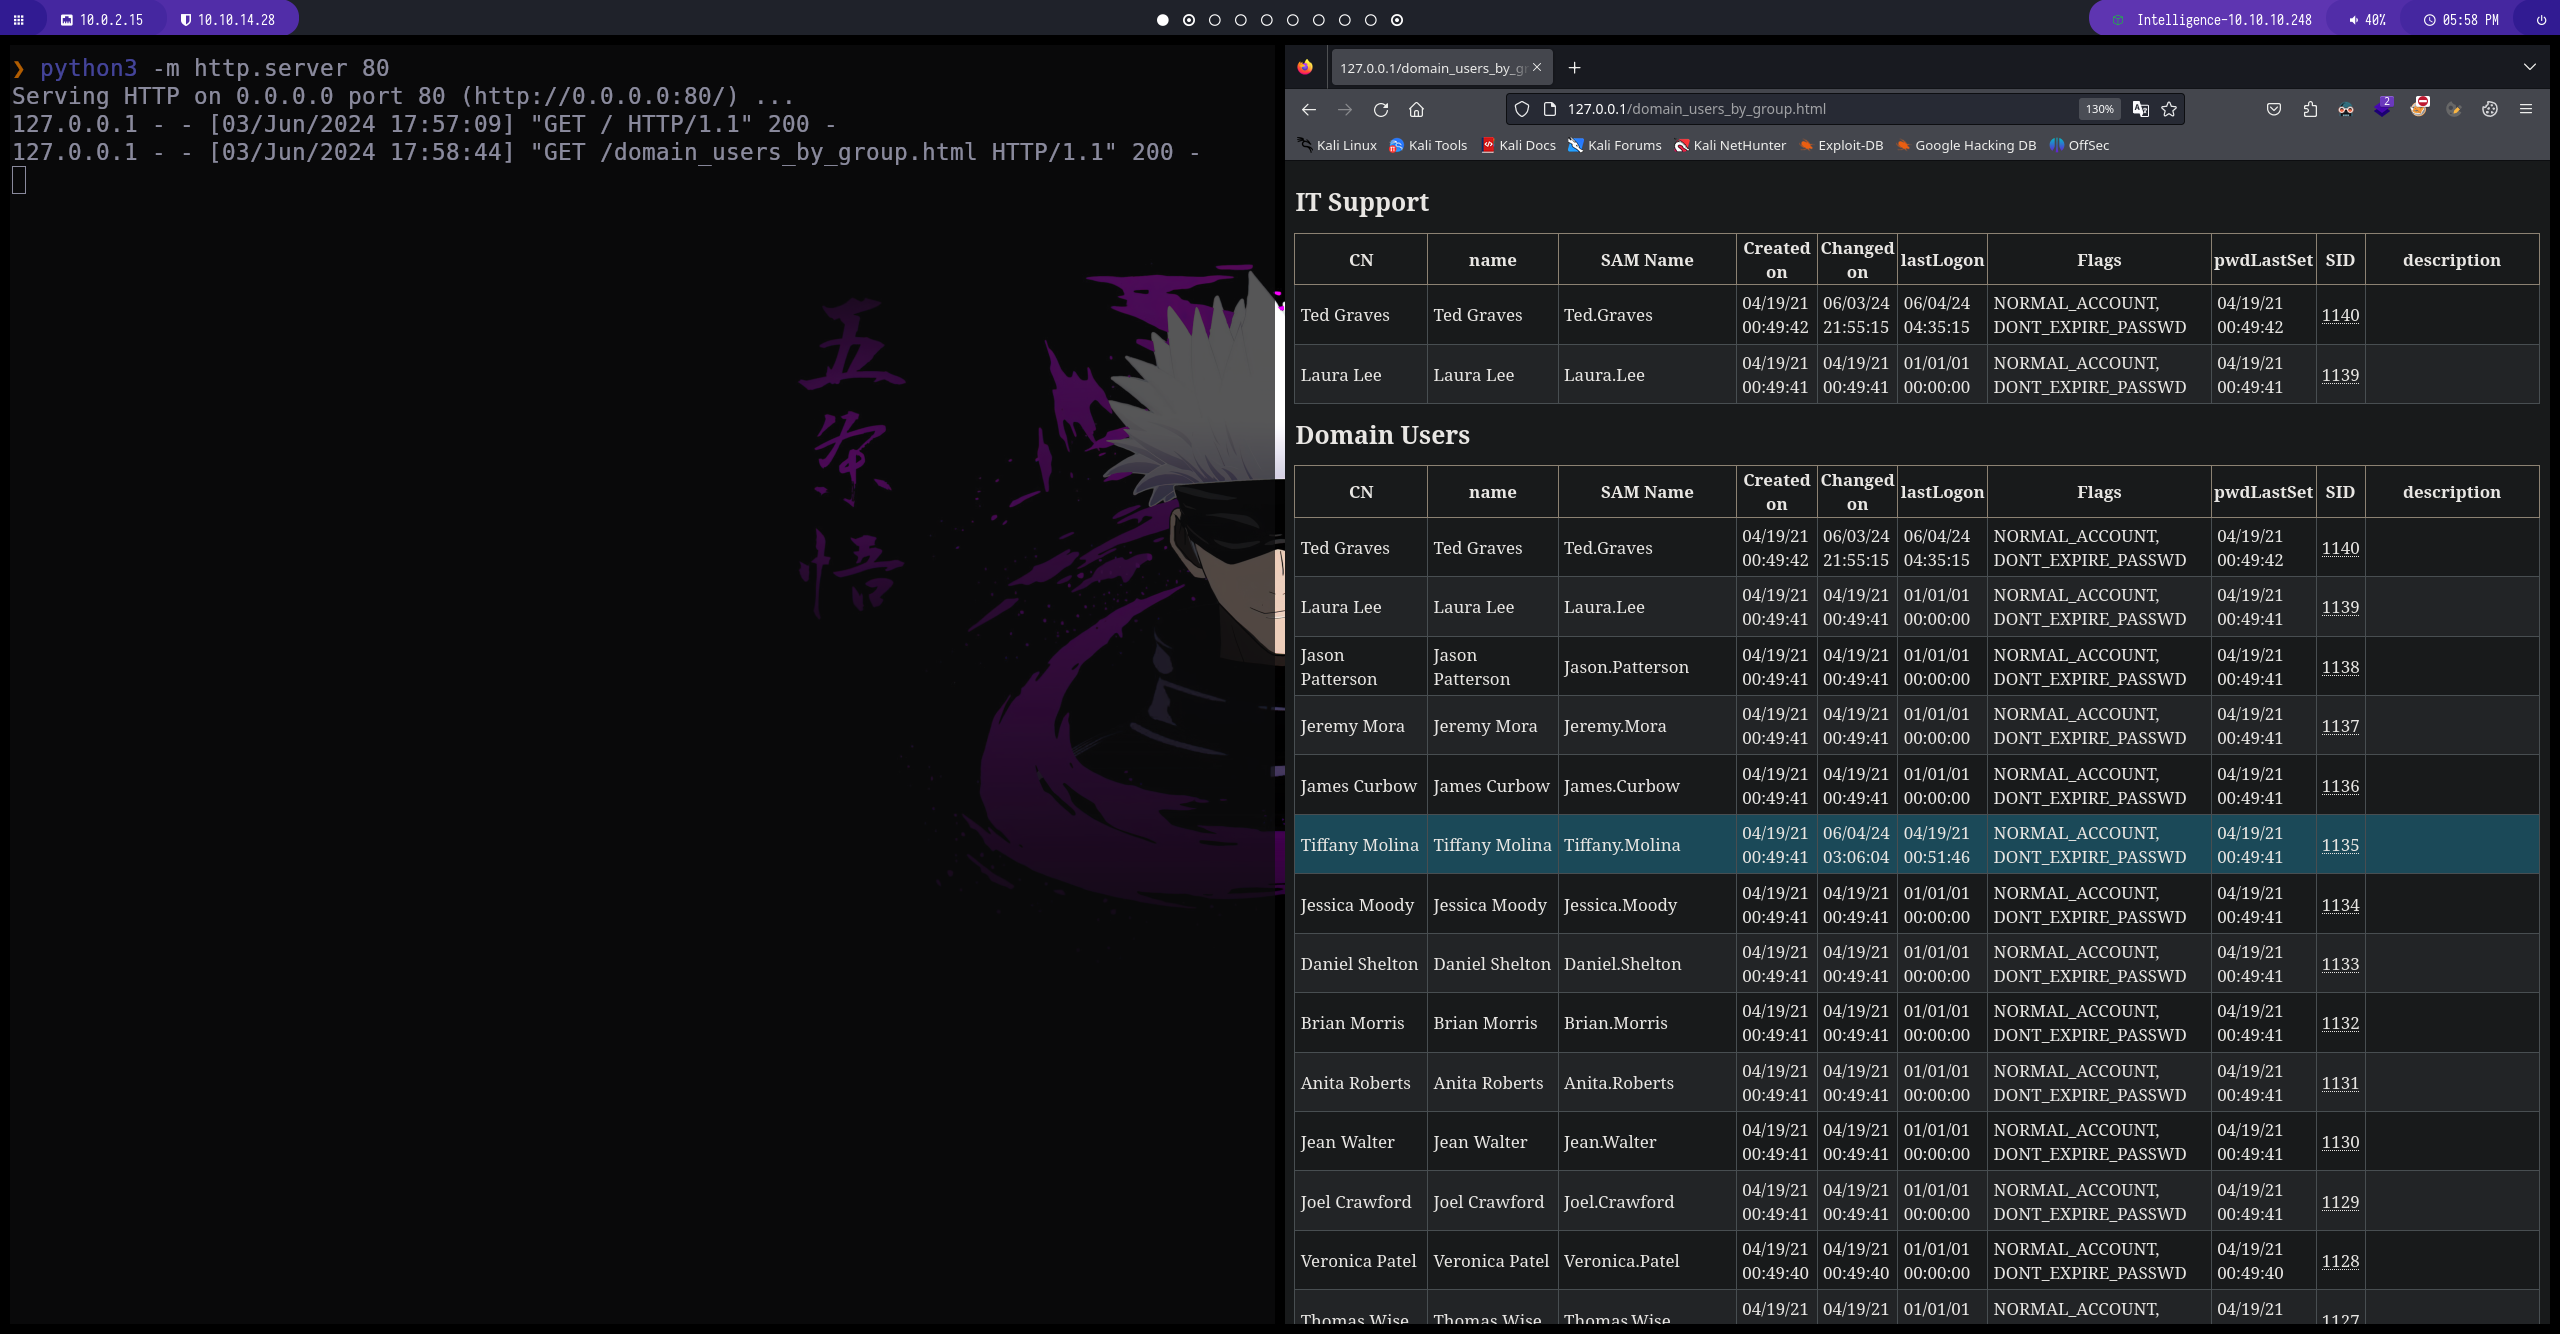 10.0.2.15 10.10.14.28 Intelligence-10.10.10.248 40% 05:58 PM
❯ python3 -m http.server 80
Serving HTTP on 0.0.0.0 port 80 (http://0.0.0.0:80/) ...
127.0.0.1 - - [03/Jun/2024 17:57:09] "GET / HTTP/1.1" 200 -
127.0.0.1 - - [03/Jun/2024 17:58:44] "GET /domain_users_by_group.html HTTP/1.1" 200 -
五
条
悟
127.0.0.1/domain_users_by_gr
127.0.0.1/domain_users_by_group.html 130% 2
Kali Linux Kali Tools Kali Docs Kali Forums Kali NetHunter Exploit-DB Google Hacking DB OffSec
IT Support
CN name SAM Name Created on Changed on lastLogon Flags pwdLastSet SID description
Ted Graves Ted Graves Ted.Graves 04/19/21 00:49:42 06/03/24 21:55:15 06/04/24 04:35:15 NORMAL_ACCOUNT, DONT_EXPIRE_PASSWD 04/19/21 00:49:42 1140
Laura Lee Laura Lee Laura.Lee 04/19/21 00:49:41 04/19/21 00:49:41 01/01/01 00:00:00 NORMAL_ACCOUNT, DONT_EXPIRE_PASSWD 04/19/21 00:49:41 1139
Domain Users
CN name SAM Name Created on Changed on lastLogon Flags pwdLastSet SID description
Ted Graves Ted Graves Ted.Graves 04/19/21 00:49:42 06/03/24 21:55:15 06/04/24 04:35:15 NORMAL_ACCOUNT, DONT_EXPIRE_PASSWD 04/19/21 00:49:42 1140
Laura Lee Laura Lee Laura.Lee 04/19/21 00:49:41 04/19/21 00:49:41 01/01/01 00:00:00 NORMAL_ACCOUNT, DONT_EXPIRE_PASSWD 04/19/21 00:49:41 1139
Jason Patterson Jason Patterson Jason.Patterson 04/19/21 00:49:41 04/19/21 00:49:41 01/01/01 00:00:00 NORMAL_ACCOUNT, DONT_EXPIRE_PASSWD 04/19/21 00:49:41 1138
Jeremy Mora Jeremy Mora Jeremy.Mora 04/19/21 00:49:41 04/19/21 00:49:41 01/01/01 00:00:00 NORMAL_ACCOUNT, DONT_EXPIRE_PASSWD 04/19/21 00:49:41 1137
James Curbow James Curbow James.Curbow 04/19/21 00:49:41 04/19/21 00:49:41 01/01/01 00:00:00 NORMAL_ACCOUNT, DONT_EXPIRE_PASSWD 04/19/21 00:49:41 1136
Tiffany Molina Tiffany Molina Tiffany.Molina 04/19/21 00:49:41 06/04/24 03:06:04 04/19/21 00:51:46 NORMAL_ACCOUNT, DONT_EXPIRE_PASSWD 04/19/21 00:49:41 1135
Jessica Moody Jessica Moody Jessica.Moody 04/19/21 00:49:41 04/19/21 00:49:41 01/01/01 00:00:00 NORMAL_ACCOUNT, DONT_EXPIRE_PASSWD 04/19/21 00:49:41 1134
Daniel Shelton Daniel Shelton Daniel.Shelton 04/19/21 00:49:41 04/19/21 00:49:41 01/01/01 00:00:00 NORMAL_ACCOUNT, DONT_EXPIRE_PASSWD 04/19/21 00:49:41 1133
Brian Morris Brian Morris Brian.Morris 04/19/21 00:49:41 04/19/21 00:49:41 01/01/01 00:00:00 NORMAL_ACCOUNT, DONT_EXPIRE_PASSWD 04/19/21 00:49:41 1132
Anita Roberts Anita Roberts Anita.Roberts 04/19/21 00:49:41 04/19/21 00:49:41 01/01/01 00:00:00 NORMAL_ACCOUNT, DONT_EXPIRE_PASSWD 04/19/21 00:49:41 1131
Jean Walter Jean Walter Jean.Walter 04/19/21 00:49:41 04/19/21 00:49:41 01/01/01 00:00:00 NORMAL_ACCOUNT, DONT_EXPIRE_PASSWD 04/19/21 00:49:41 1130
Joel Crawford Joel Crawford Joel.Crawford 04/19/21 00:49:41 04/19/21 00:49:41 01/01/01 00:00:00 NORMAL_ACCOUNT, DONT_EXPIRE_PASSWD 04/19/21 00:49:41 1129
Veronica Patel Veronica Patel Veronica.Patel 04/19/21 00:49:40 04/19/21 00:49:40 01/01/01 00:00:00 NORMAL_ACCOUNT, DONT_EXPIRE_PASSWD 04/19/21 00:49:40 1128
Thomas Wise Thomas Wise Thomas.Wise 04/19/21 04/19/21 01/01/01 NORMAL_ACCOUNT, 04/19/21 1127